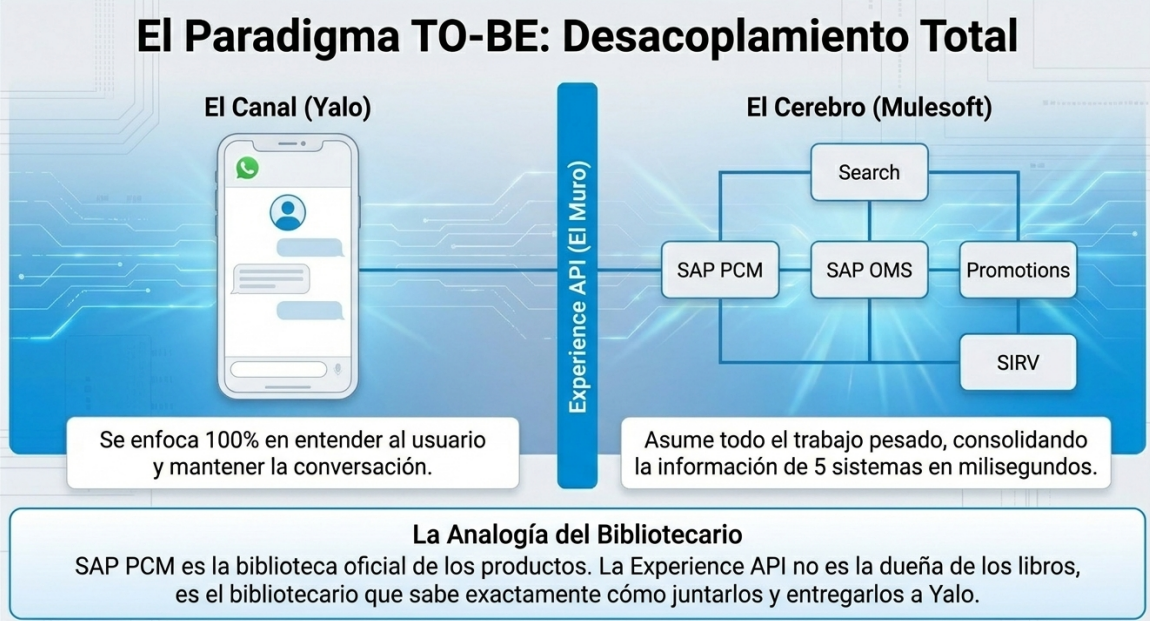 El Paradigma TO-BE: Desacoplamiento Total
El Canal (Yalo)
Experience API (El Muro)
El Cerebro (Mulesoft)
Search
SAP PCM
SAP OMS
Promotions
SIRV
Se enfoca 100% en entender al usuario
y mantener la conversación.
Asume todo el trabajo pesado, consolidando
la información de 5 sistemas en milisegundos.
La Analogía del Bibliotecario
SAP PCM es la biblioteca oficial de los productos. La Experience API no es la dueña de los libros,
es el bibliotecario que sabe exactamente cómo juntarlos y entregarlos a Yalo.